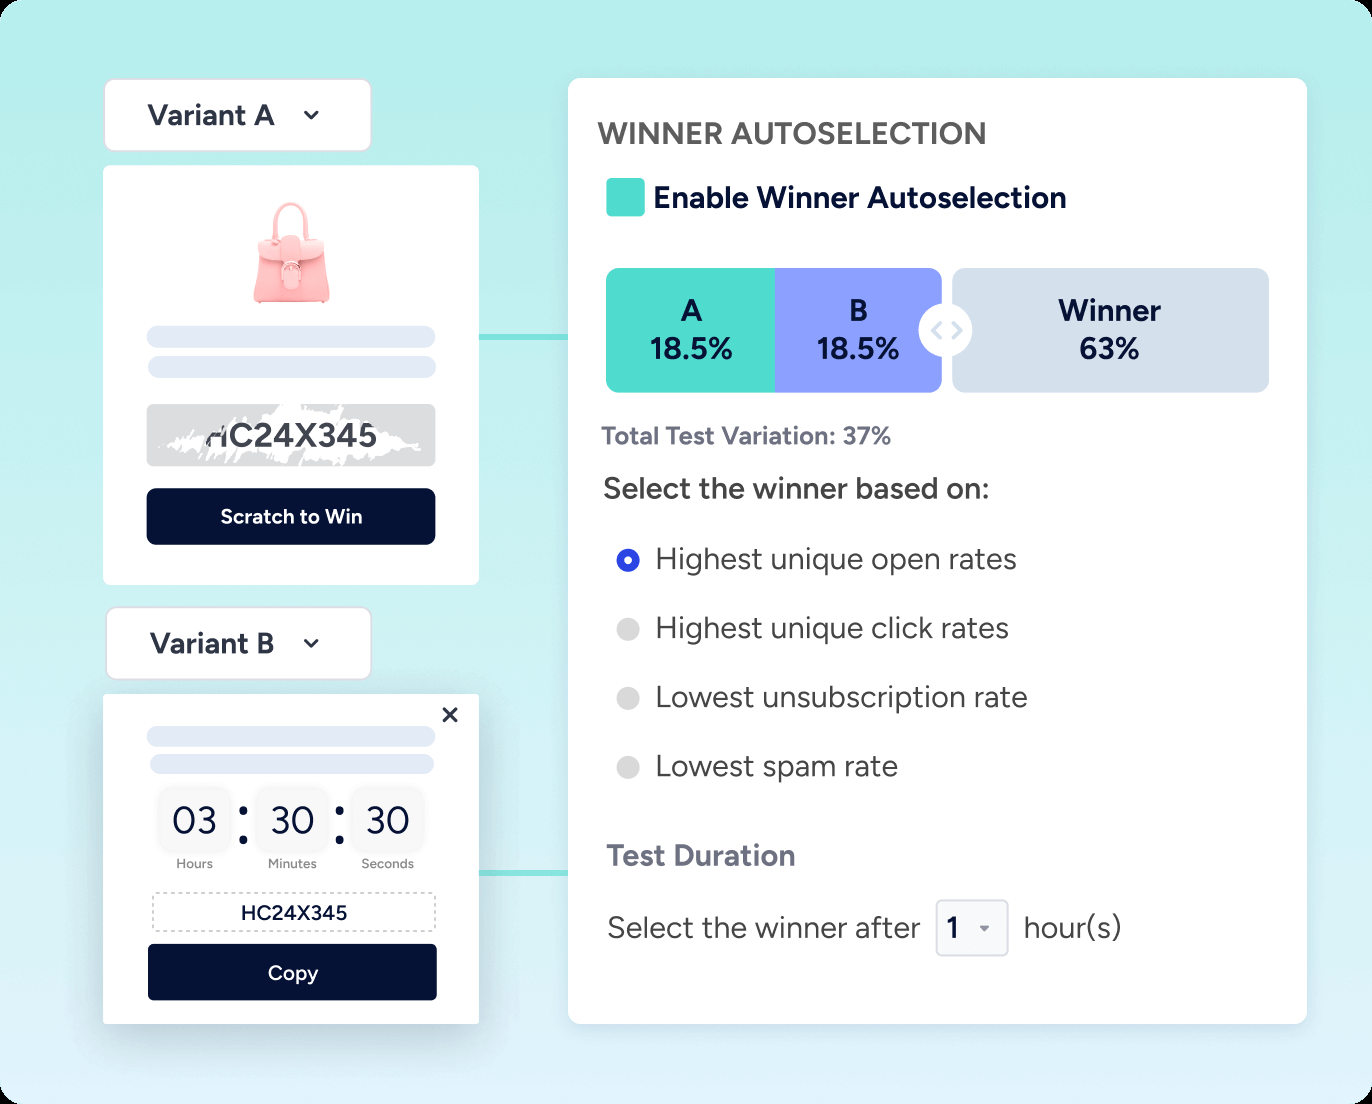 Variant A
HC24X345
Scratch to Win
Variant B
03 : 30 : 30
Hours Minutes Seconds
HC24X345
Copy
WINNER AUTOSELECTION
Enable Winner Autoselection
A B Winner
18.5% 18.5% 63%
Total Test Variation: 37%
Select the winner based on:
Highest unique open rates
Highest unique click rates
Lowest unsubscription rate
Lowest spam rate
Test Duration
Select the winner after 1 hour(s)